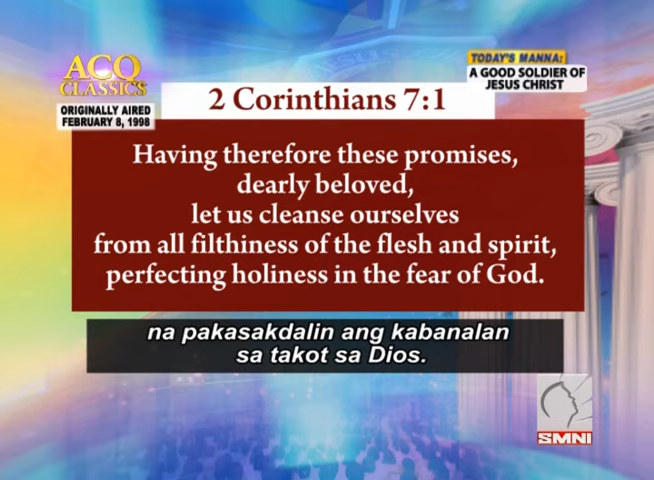 ACQ
CLASSICS
ORIGINALLY AIRED
FEBRUARY 8, 1998
TODAY'S MANNA:
A GOOD SOLDIER OF
JESUS CHRIST
2 Corinthians 7:1
Having therefore these promises,
dearly beloved,
let us cleanse ourselves
from all filthiness of the flesh and spirit,
perfecting holiness in the fear of God.
na pakasakdalin ang kabanalan
sa takot sa Dios.
SMNI